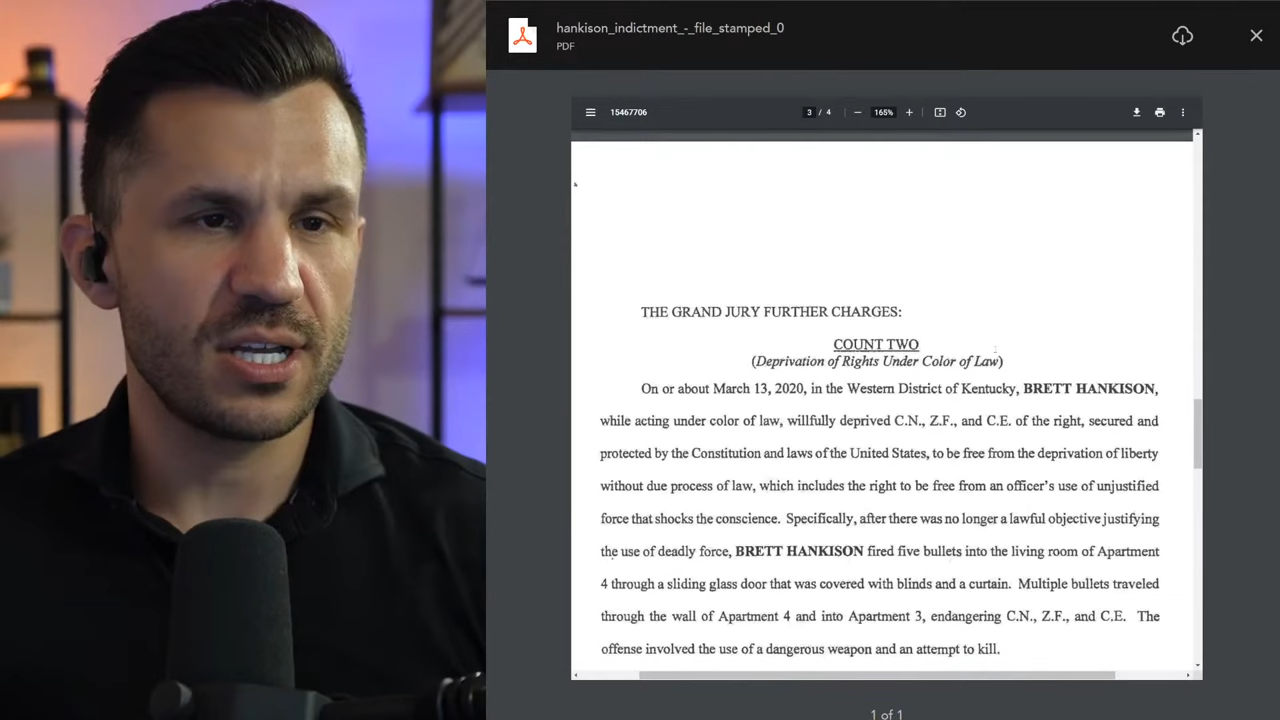 hankison_indictment_-_file_stamped_0
PDF
15467706
3 / 4
165%
THE GRAND JURY FURTHER CHARGES:
COUNT TWO
(Deprivation of Rights Under Color of Law)
On or about March 13, 2020, in the Western District of Kentucky, BRETT HANKISON,
while acting under color of law, willfully deprived C.N., Z.F., and C.E. of the right, secured and
protected by the Constitution and laws of the United States, to be free from the deprivation of liberty
without due process of law, which includes the right to be free from an officer's use of unjustified
force that shocks the conscience. Specifically, after there was no longer a lawful objective justifying
the use of deadly force, BRETT HANKISON fired five bullets into the living room of Apartment
4 through a sliding glass door that was covered with blinds and a curtain. Multiple bullets traveled
through the wall of Apartment 4 and into Apartment 3, endangering C.N., Z.F., and C.E. The
offense involved the use of a dangerous weapon and an attempt to kill.
1 of 1